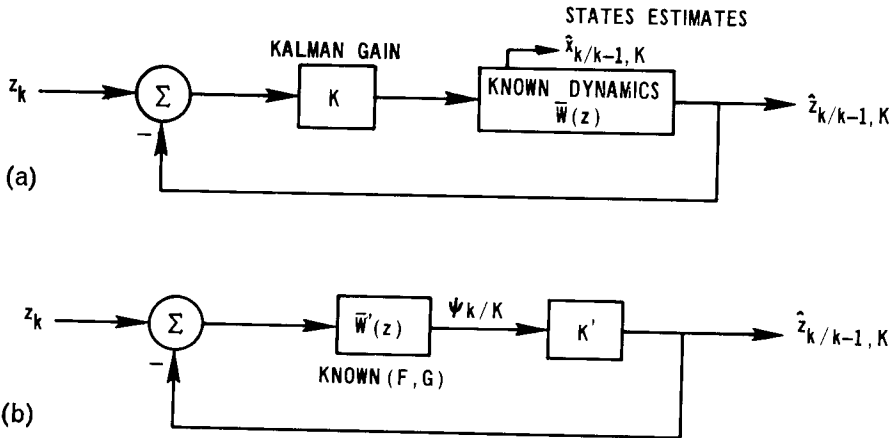 STATES ESTIMATES
KALMAN GAIN
x̂k/k-1, K
zk
Σ
K
KNOWN DYNAMICS
W̅(z)
ẑk/k-1, K
−
(a)
zk
Σ
W̅'(z)
ψk/K
K'
ẑk/k-1, K
−
KNOWN (F, G)
(b)